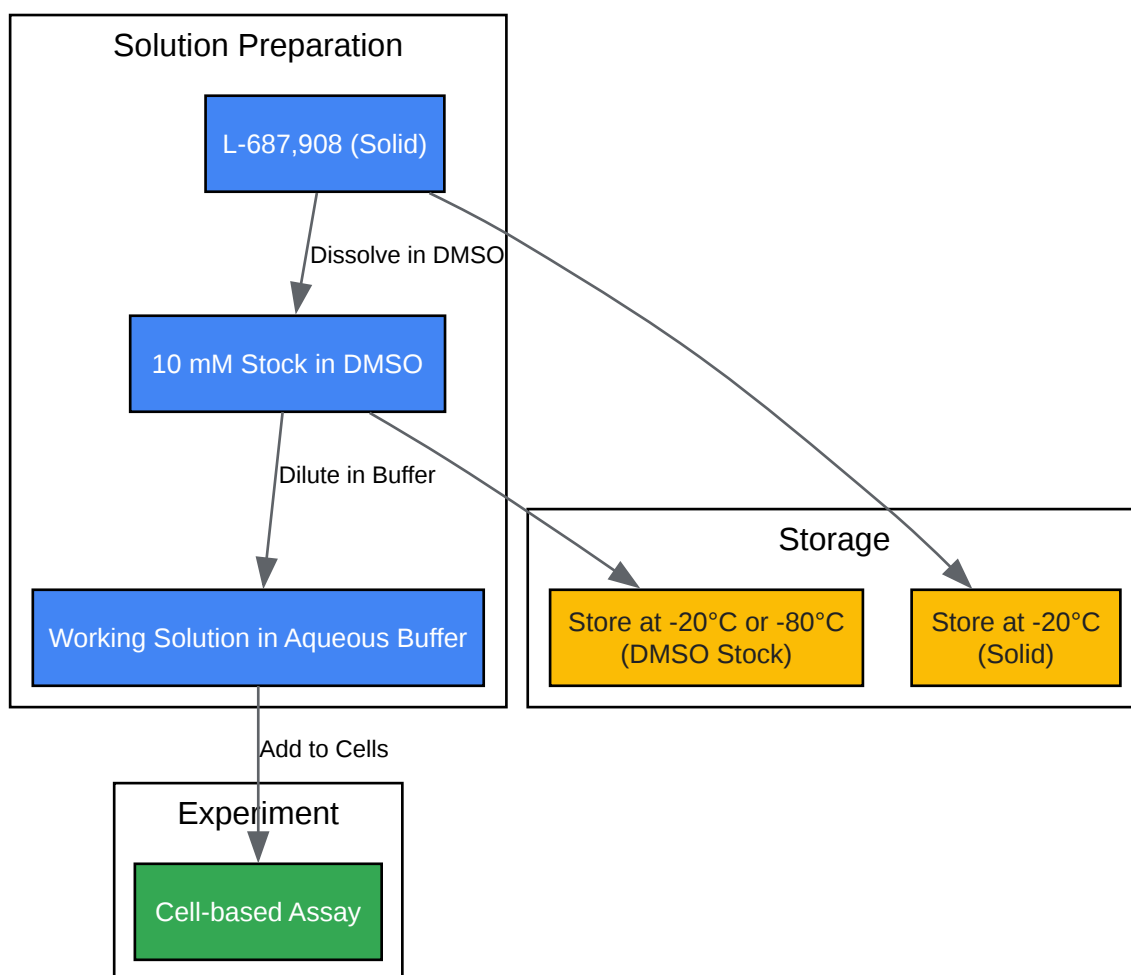 Solution Preparation
L-687,908 (Solid)
Dissolve in DMSO
10 mM Stock in DMSO
Dilute in Buffer
Working Solution in Aqueous Buffer
Storage
Store at -20°C or -80°C
(DMSO Stock)
Store at -20°C
(Solid)
Add to Cells
Experiment
Cell-based Assay